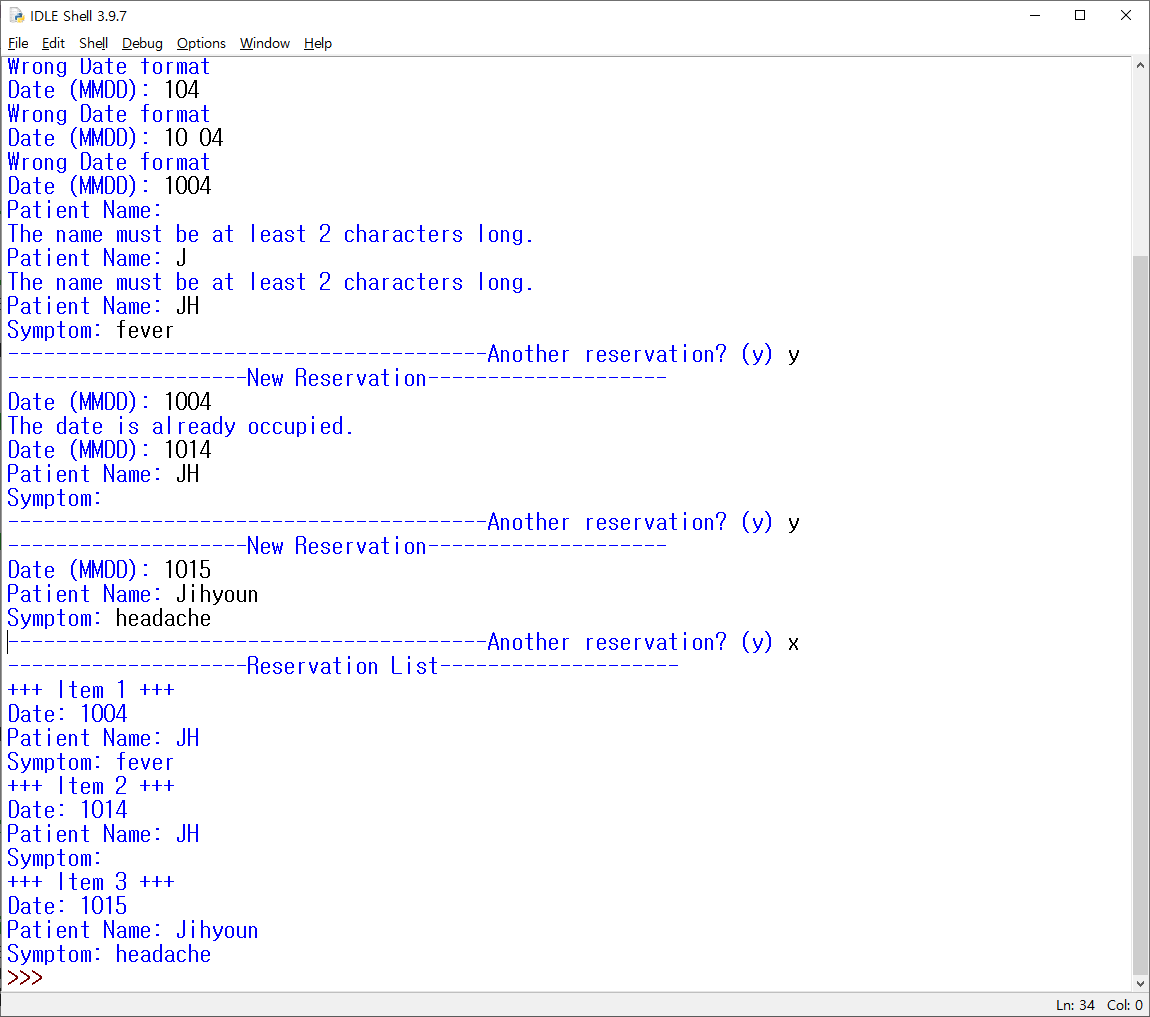 IDLE Shell 3.9.7
File Edit Shell Debug Options Window Help
Wrong Date format
Date (MMDD): 104
Wrong Date format
Date (MMDD): 10 04
Wrong Date format
Date (MMDD): 1004
Patient Name:
The name must be at least 2 characters long.
Patient Name: J
The name must be at least 2 characters long.
Patient Name: JH
Symptom: fever
----------------------------------------Another reservation? (y) y
--------------------New Reservation--------------------
Date (MMDD): 1004
The date is already occupied.
Date (MMDD): 1014
Patient Name: JH
Symptom:
----------------------------------------Another reservation? (y) y
--------------------New Reservation--------------------
Date (MMDD): 1015
Patient Name: Jihyoun
Symptom: headache
----------------------------------------Another reservation? (y) x
--------------------Reservation List--------------------
+++ Item 1 +++
Date: 1004
Patient Name: JH
Symptom: fever
+++ Item 2 +++
Date: 1014
Patient Name: JH
Symptom:
+++ Item 3 +++
Date: 1015
Patient Name: Jihyoun
Symptom: headache
>>>
Ln: 34 Col: 0